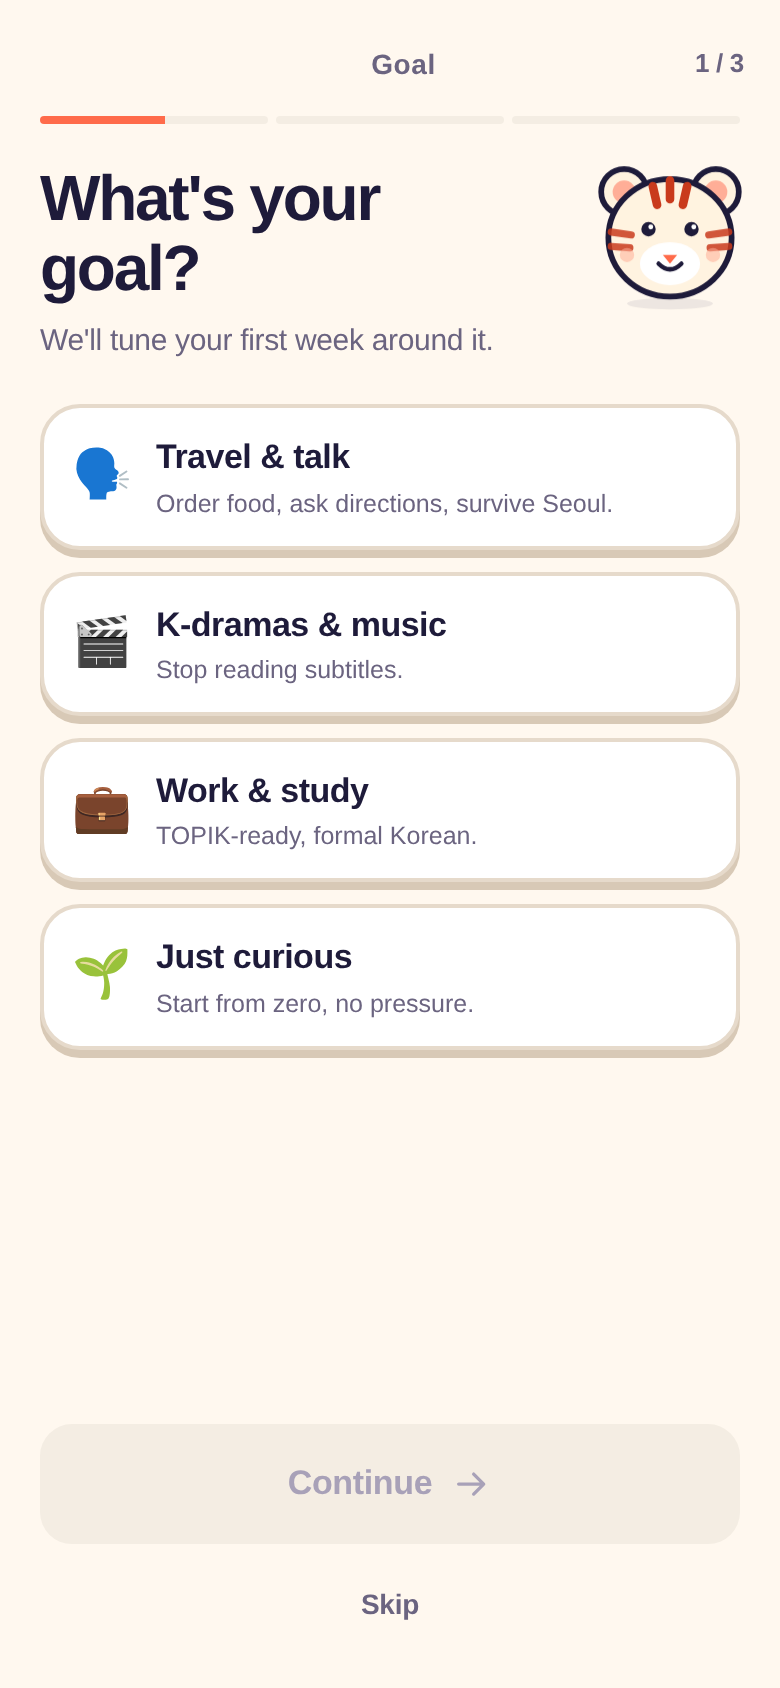 Goal
1 / 3
What's your
goal?
We'll tune your first week around it.
Travel & talk
Order food, ask directions, survive Seoul.
K-dramas & music
Stop reading subtitles.
Work & study
TOPIK-ready, formal Korean.
Just curious
Start from zero, no pressure.
Continue →
Skip